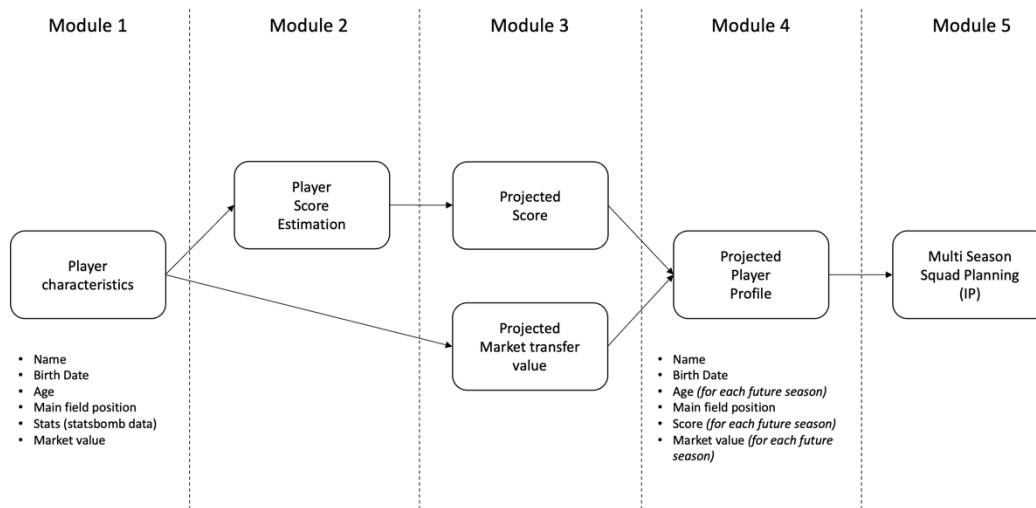 Module 1
Module 2
Module 3
Module 4
Module 5
Player
characteristics
• Name
• Birth Date
• Age
• Main field position
• Stats (statsbomb data)
• Market value
Player
Score
Estimation
Projected
Score
Projected
Market transfer
value
Projected
Player
Profile
• Name
• Birth Date
• Age (for each future season)
• Main field position
• Score (for each future season)
• Market value (for each future
season)
Multi Season
Squad Planning
(IP)